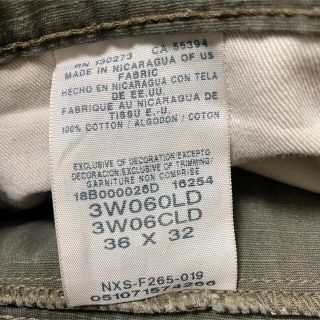 RN 130273 CA 55394
MADE IN NICARAGUA OF US
FABRIC
HECHO EN NICARAGUA CON TELA
DE EE.UU.
FABRIQUE AU NICARAGUA DE
TISSU E.U.
100% COTTON / ALGODON / COTON
EXCLUSIVE OF DECORATION/EXCEPTO
DECORACION/EXCLUSIVE OF TRIMMING/
GARNITURE NON COMPRISE
18B000026D 16254
3W060LD
3W06CLD
36 X 32
NXS-F265-019